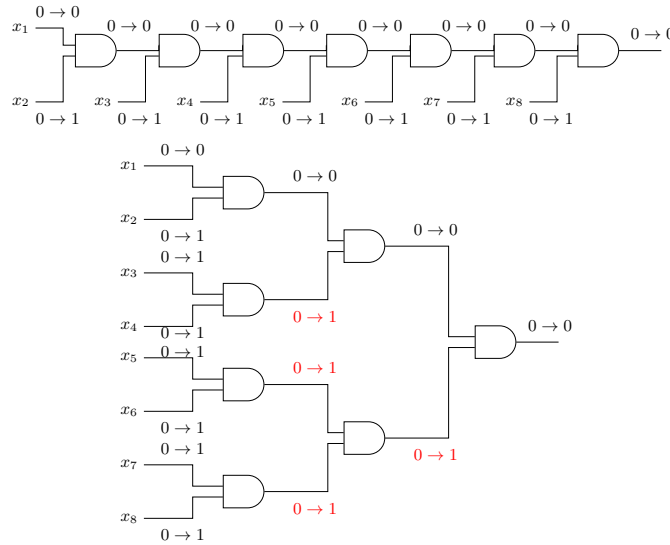 0 → 0
x₁ 0 → 0 0 → 0 0 → 0 0 → 0 0 → 0 0 → 0 0 → 0
x₂ x₃ x₄ x₅ x₆ x₇ x₈
0 → 1 0 → 1 0 → 1 0 → 1 0 → 1 0 → 1 0 → 1
0 → 0
x₁
0 → 0
x₂
0 → 1
0 → 0
0 → 1
x₃
0 → 1
x₄
0 → 1
0 → 0
0 → 1
x₅
0 → 1
x₆
0 → 1
0 → 1
0 → 1
x₇
0 → 1
x₈
0 → 1